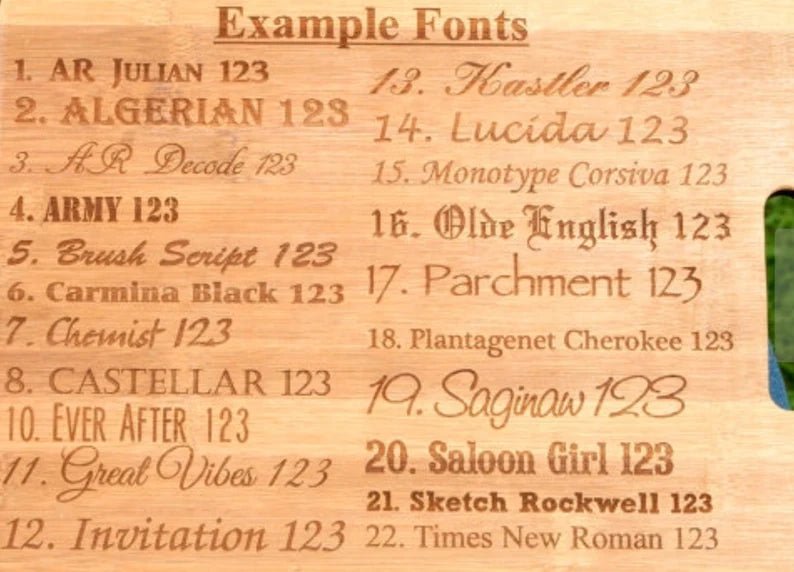 Example Fonts
1. AR JULIAN 123
2. ALGERIAN 123
3. AR Decode 123
4. ARMY 123
5. Brush Script 123
6. Carmina Black 123
7. Chemist 123
8. CASTELLAR 123
10. EVER AFTER 123
11. Great Vibes 123
12. Invitation 123
13. Kastler 123
14. Lucida 123
15. Monotype Corsiva 123
16. Olde English 123
17. Parchment 123
18. Plantagenet Cherokee 123
19. Saginaw 123
20. Saloon Girl 123
21. Sketch Rockwell 123
22. Times New Roman 123